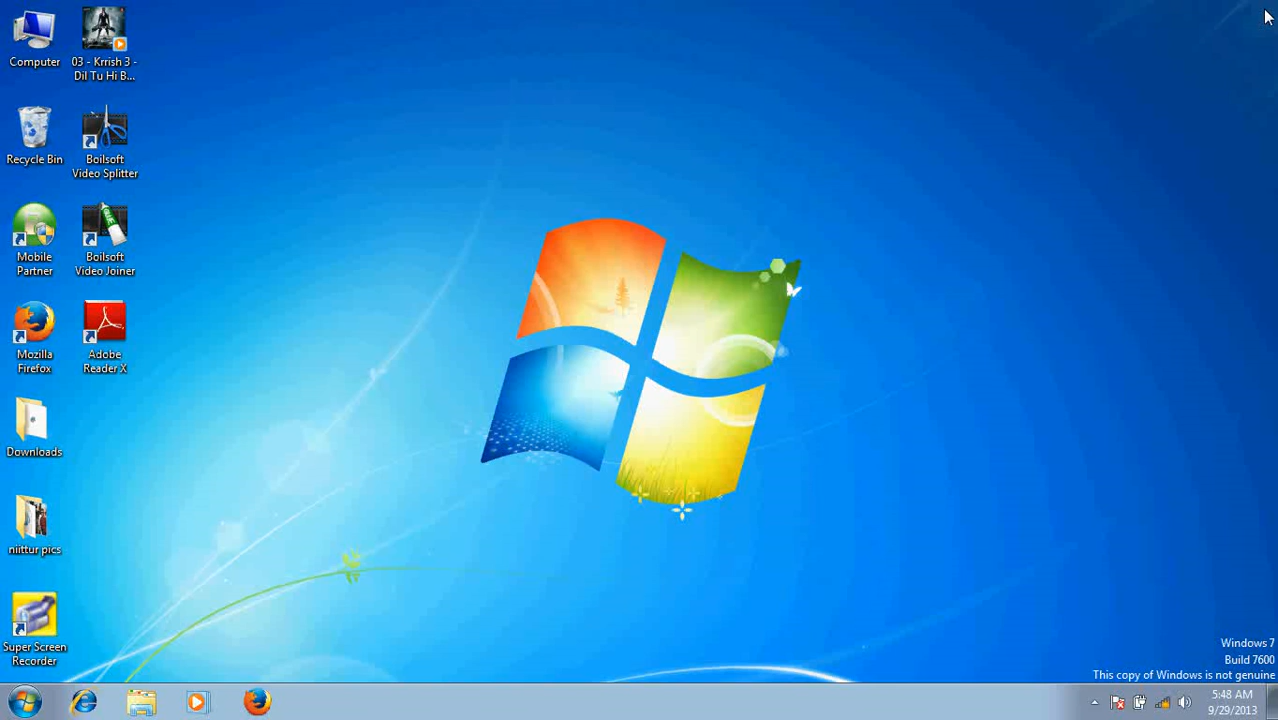 Computer
03 - Krrish 3 -
Dil Tu Hi B...
Recycle Bin
Boilsoft
Video Splitter
Mobile
Partner
Boilsoft
Video Joiner
Mozilla
Firefox
Adobe
Reader X
Downloads
niittur pics
Super Screen
Recorder
Windows 7
Build 7600
This copy of Windows is not genuine
5:48 AM
9/29/2013